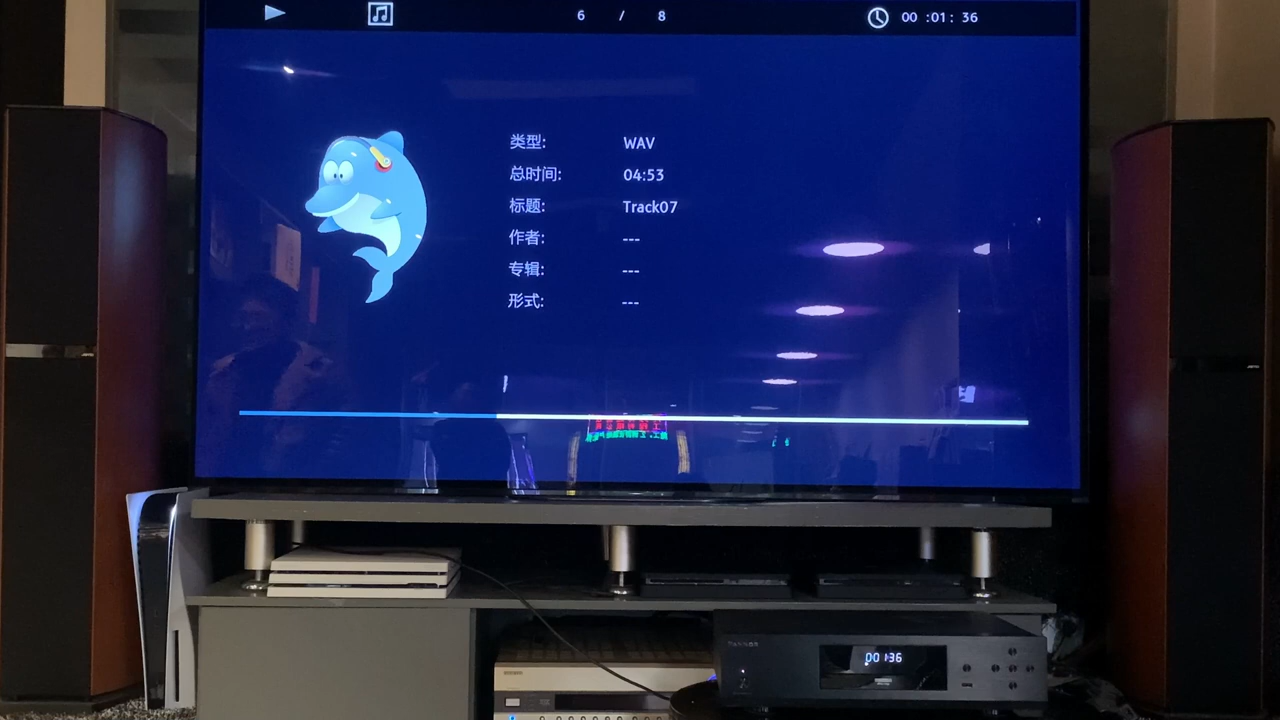 6 / 8 00 :01: 36
类型: WAV
总时间: 04:53
标题: Track07
作者: ---
专辑: ---
形式: ---
00 1:36